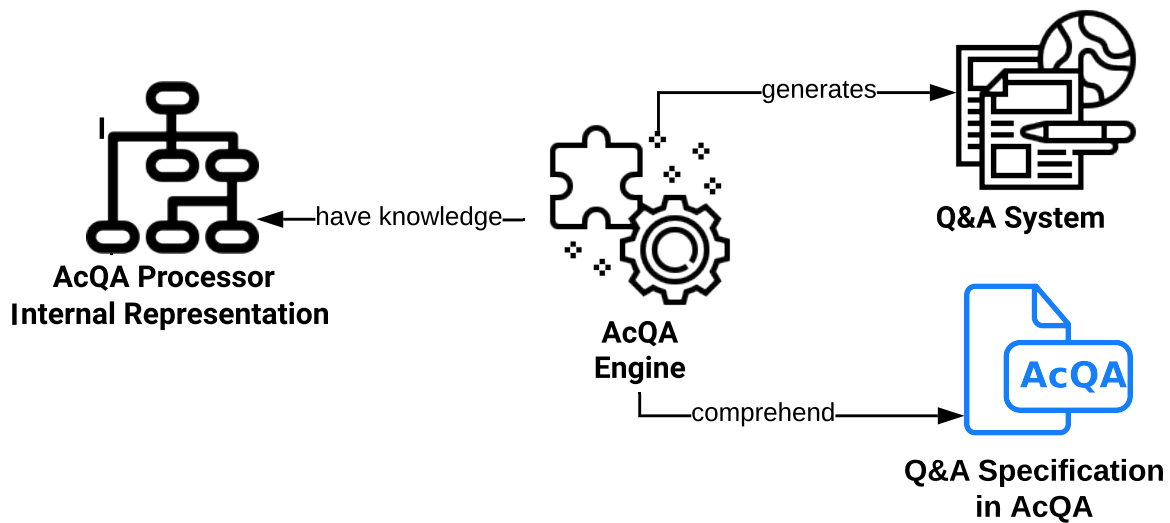 generates
Q&A System
have knowledge
AcQA Processor
Internal Representation
AcQA
Engine
AcQA
comprehend
Q&A Specification
in AcQA